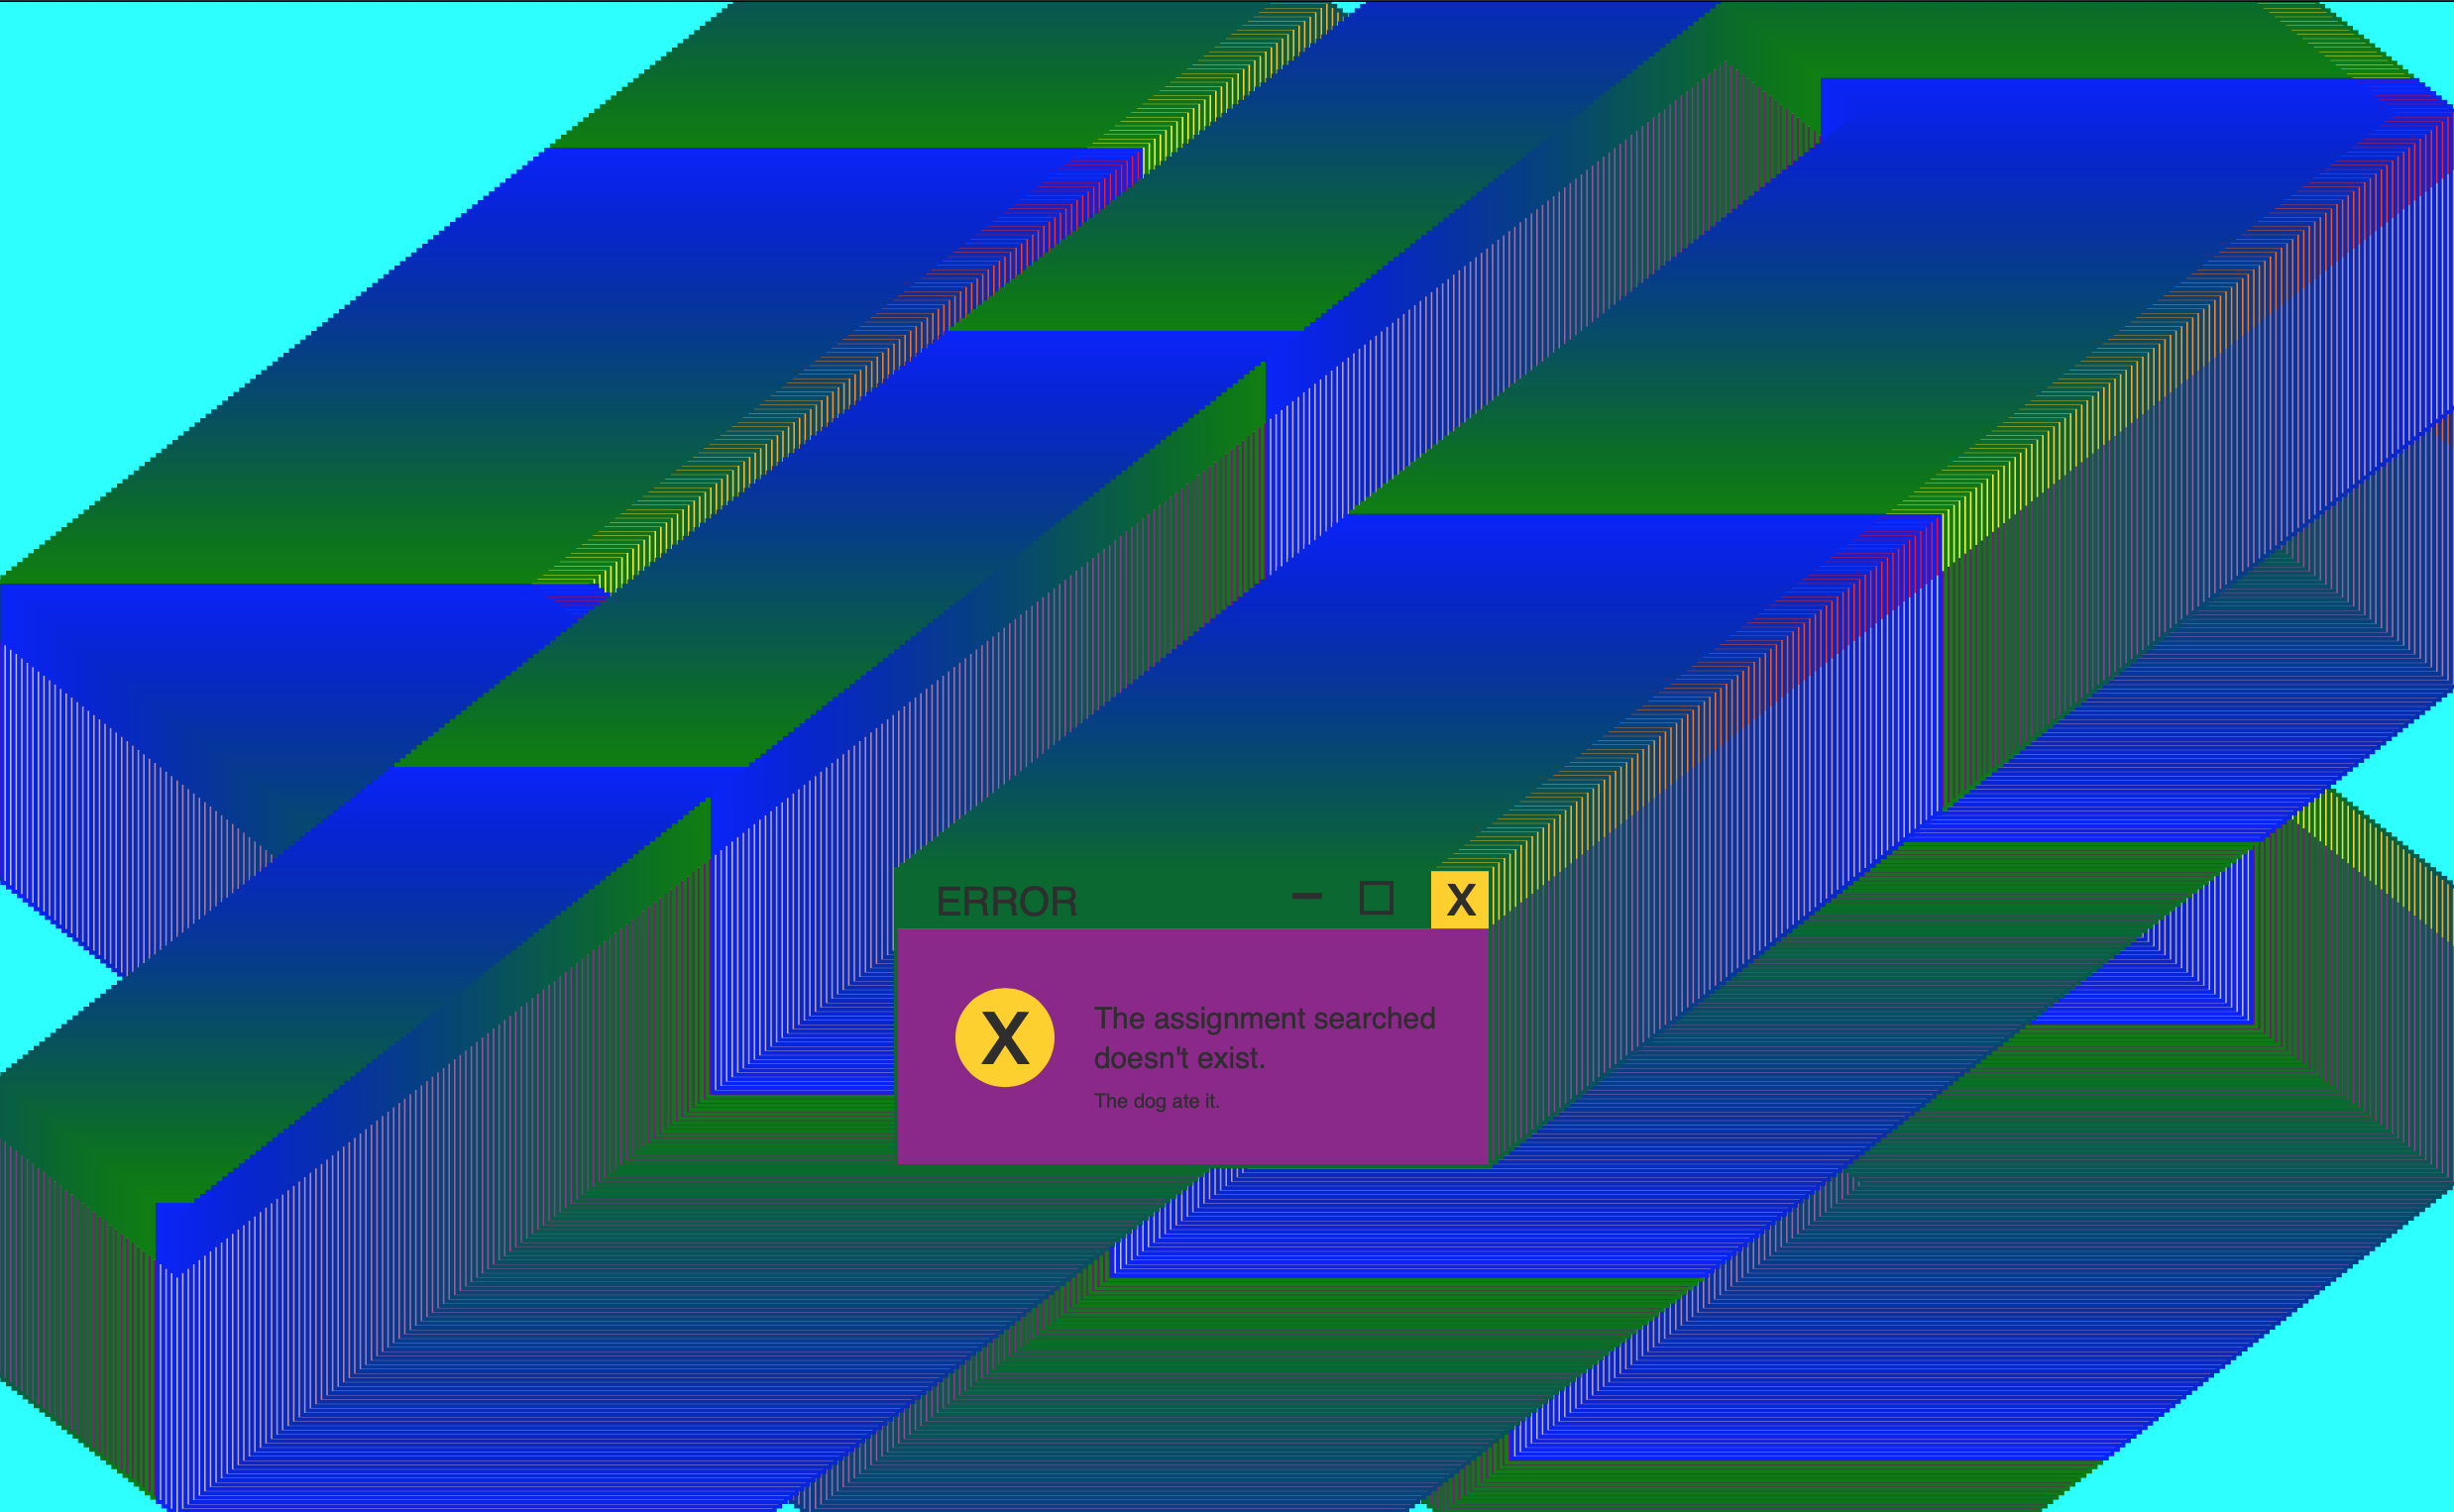 ERROR
X
X
The assignment searched
doesn't exist.
The dog ate it.